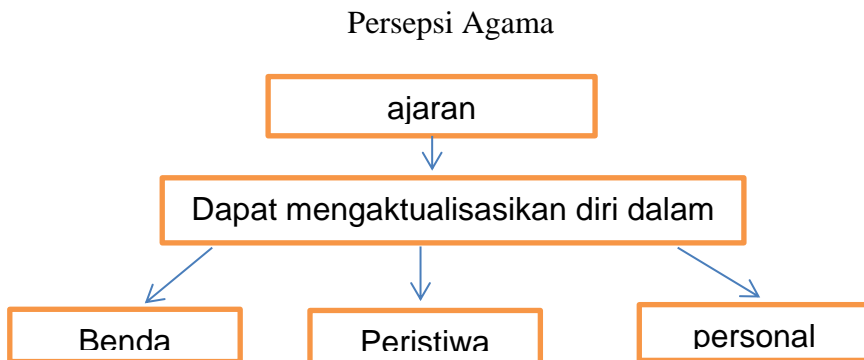 Persepsi Agama
ajaran
Dapat mengaktualisasikan diri dalam
Benda Peristiwa personal